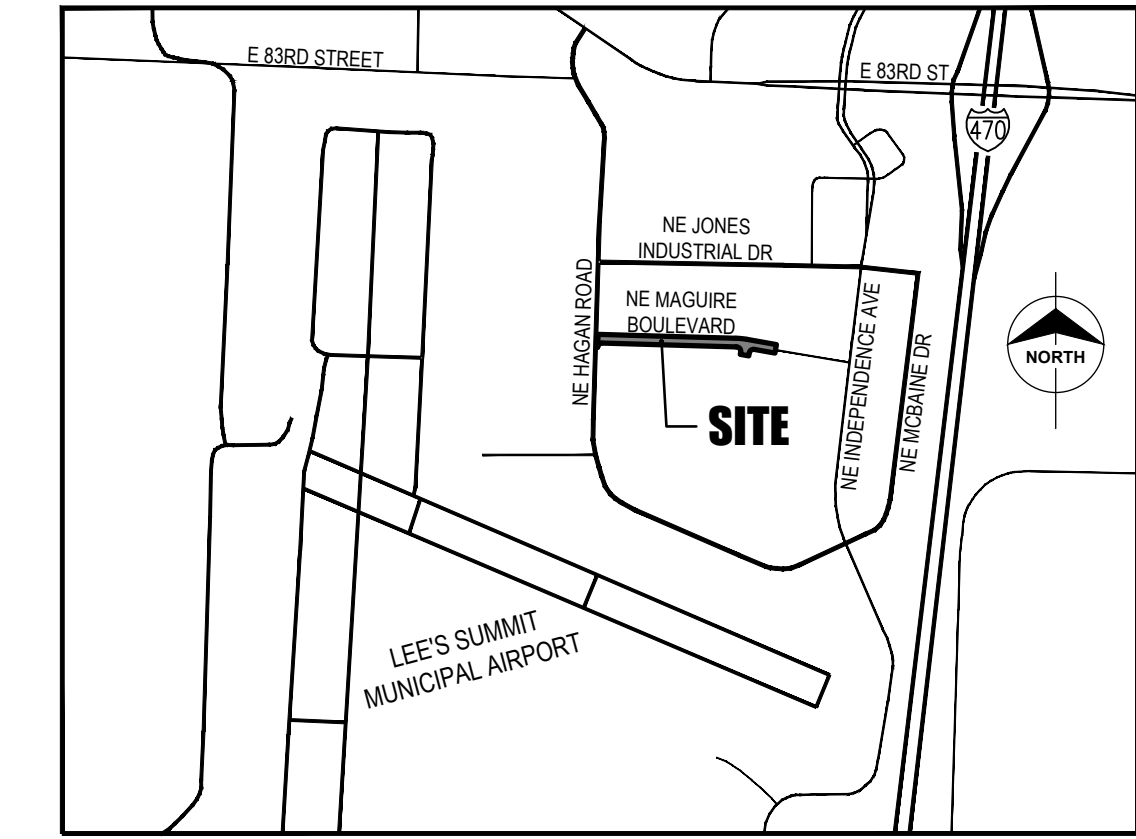 E 83RD STREET
E 83RD ST
470
NE JONES
INDUSTRIAL DR
NE HAGAN ROAD
NE MAGUIRE
BOULEVARD
NE INDEPENDENCE AVE
NE MCBAINE DR
NORTH
SITE
LEE'S SUMMIT
MUNICIPAL AIRPORT